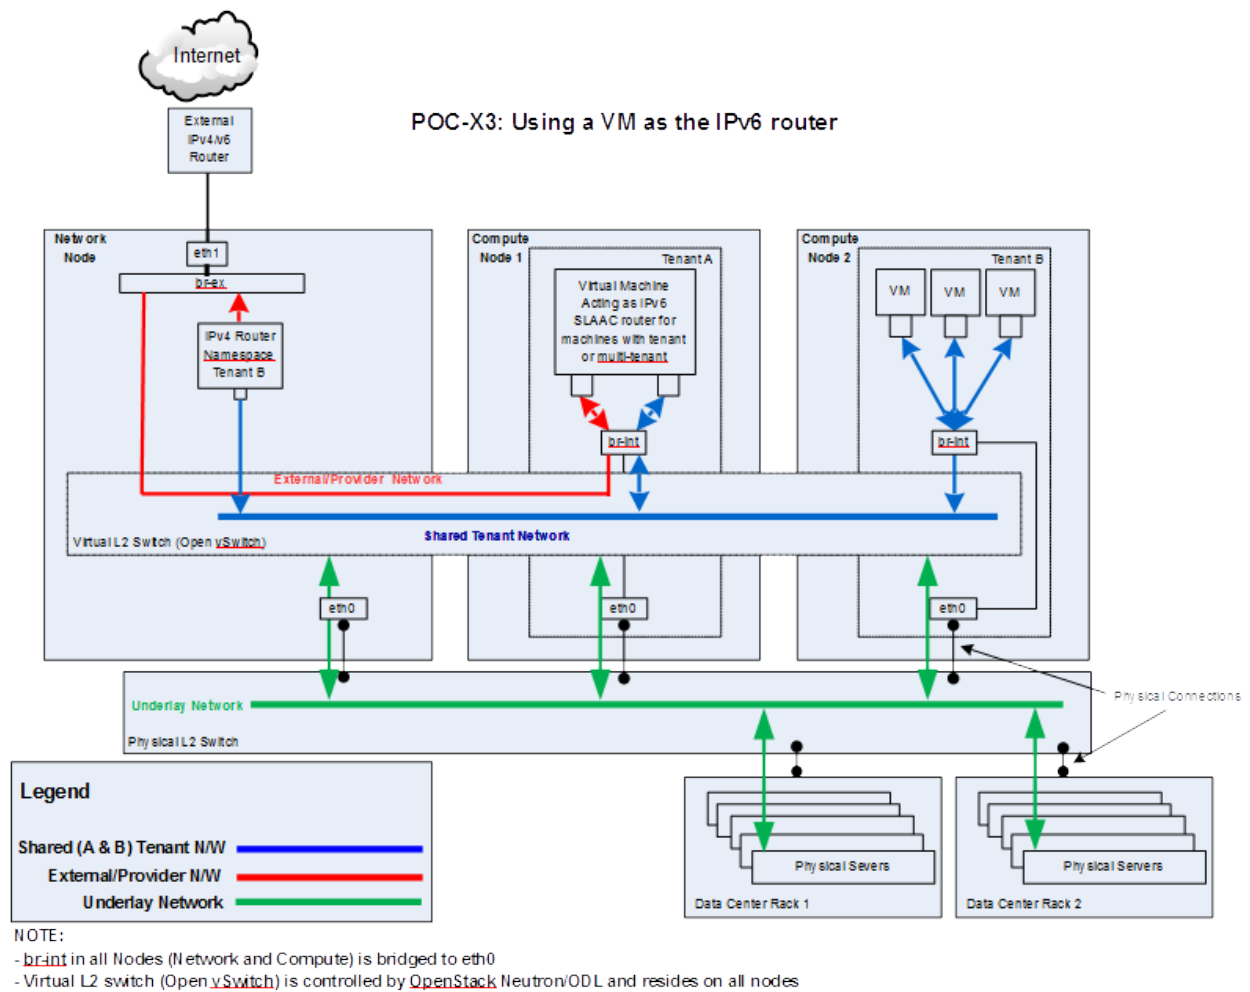 Internet
External
IPv4/v6
Router
POC-X3: Using a VM as the IPv6 router
Network
Node
eth1
br-ex
IPv4 Router
Namespace
Tenant B
Compute
Node 1
Tenant A
Virtual Machine
Acting as IPv6
SLAAC router for
machines with tenant
or multi-tenant
br-int
Compute
Node 2
Tenant B
VM
VM
VM
br-int
External/Provider Network
Shared Tenant Network
Virtual L2 Switch (Open vSwitch)
eth0
eth0
eth0
Physical Connections
Underlay Network
Physical L2 Switch
Legend
Shared (A & B) Tenant N/W
External/Provider N/W
Underlay Network
Physical Severs
Data Center Rack 1
Physical Servers
Data Center Rack 2
NOTE:
- br-int in all Nodes (Network and Compute) is bridged to eth0
- Virtual L2 switch (Open vSwitch) is controlled by OpenStack Neutron/ODL and resides on all nodes